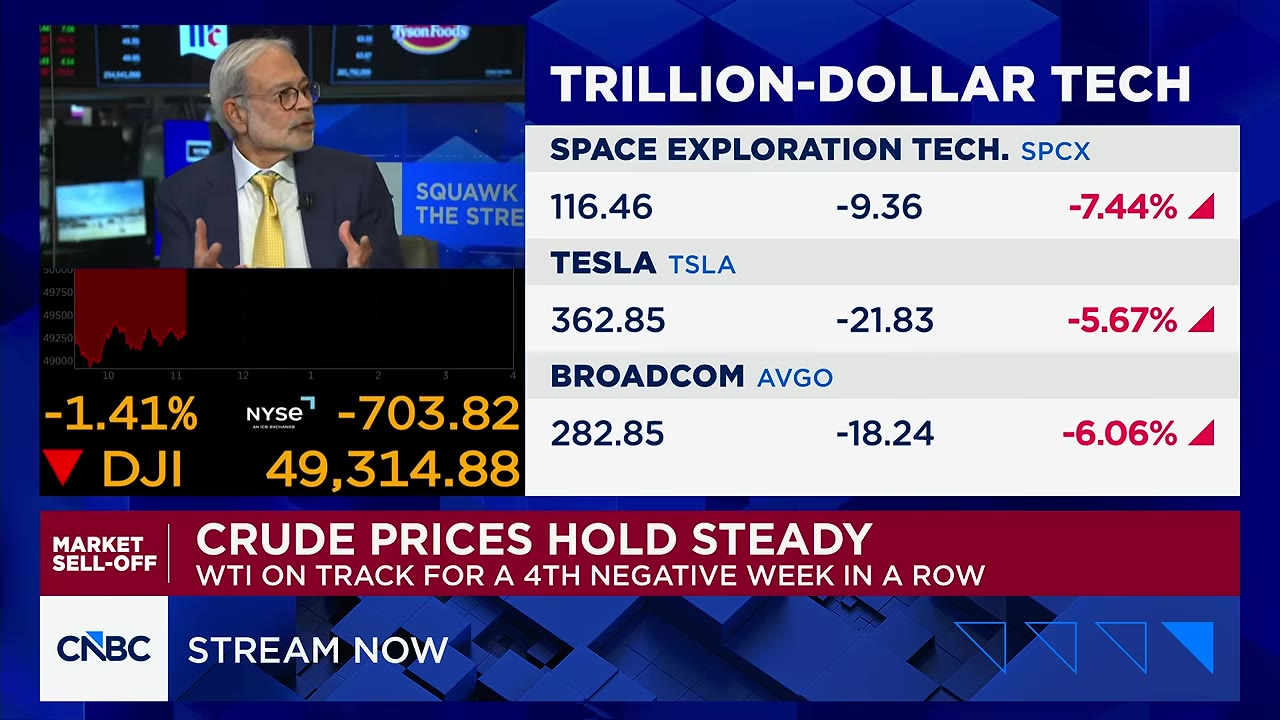 Tyson Foods
254,541,000
SQUAWK
THE STRE
50000
49750
49500
49250
49000
10 11 12 1 2 3 4
-1.41% NYSE -703.82
AN ICE EXCHANGE
DJI 49,314.88
TRILLION-DOLLAR TECH
SPACE EXPLORATION TECH. SPCX
116.46 -9.36 -7.44%
TESLA TSLA
362.85 -21.83 -5.67%
BROADCOM AVGO
282.85 -18.24 -6.06%
MARKET
SELL-OFF
CRUDE PRICES HOLD STEADY
WTI ON TRACK FOR A 4TH NEGATIVE WEEK IN A ROW
CNBC STREAM NOW